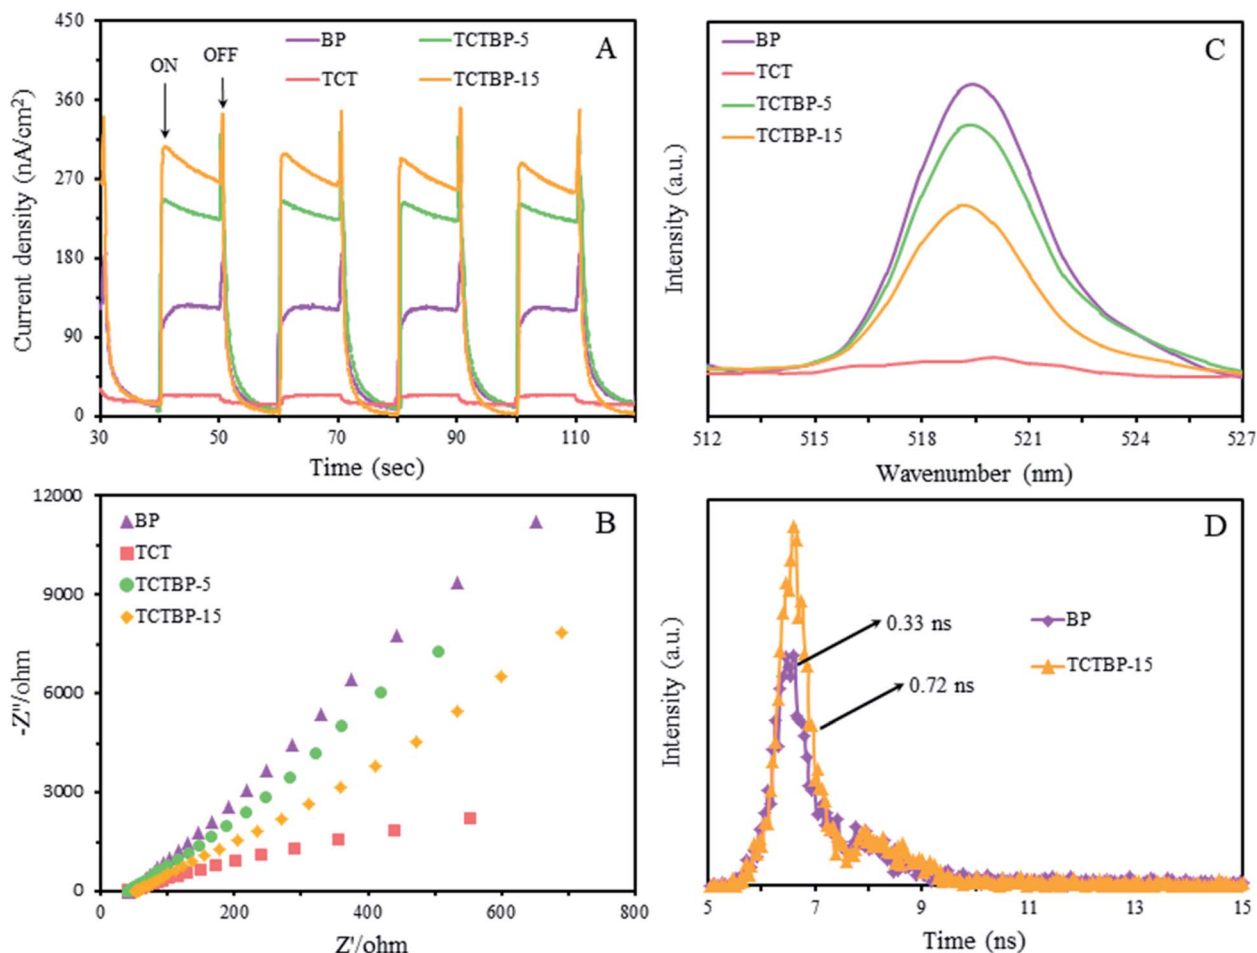 A
BP
TCTBP-5
TCT
TCTBP-15
ON
OFF
Current density (nA/cm²)
450
360
270
180
90
0
30 50 70 90 110
Time (sec)
C
BP
TCT
TCTBP-5
TCTBP-15
Intensity (a.u.)
512 515 518 521 524 527
Wavenumber (nm)
B
BP
TCT
TCTBP-5
TCTBP-15
-Z"/ohm
12000
9000
6000
3000
0
0 200 400 600 800
Z'/ohm
D
0.33 ns
0.72 ns
BP
TCTBP-15
Intensity (a.u.)
5 7 9 11 13 15
Time (ns)